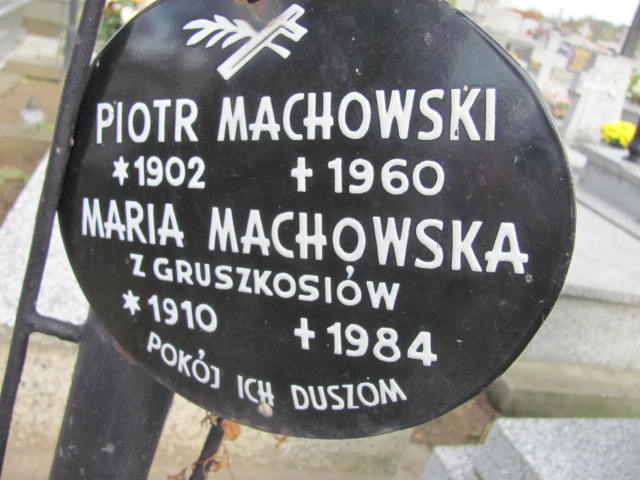 PIOTR MACHOWSKI
* 1902 † 1960
MARIA MACHOWSKA
Z GRUSZKOSIÓW
* 1910 † 1984
POKÓJ ICH DUSZOM